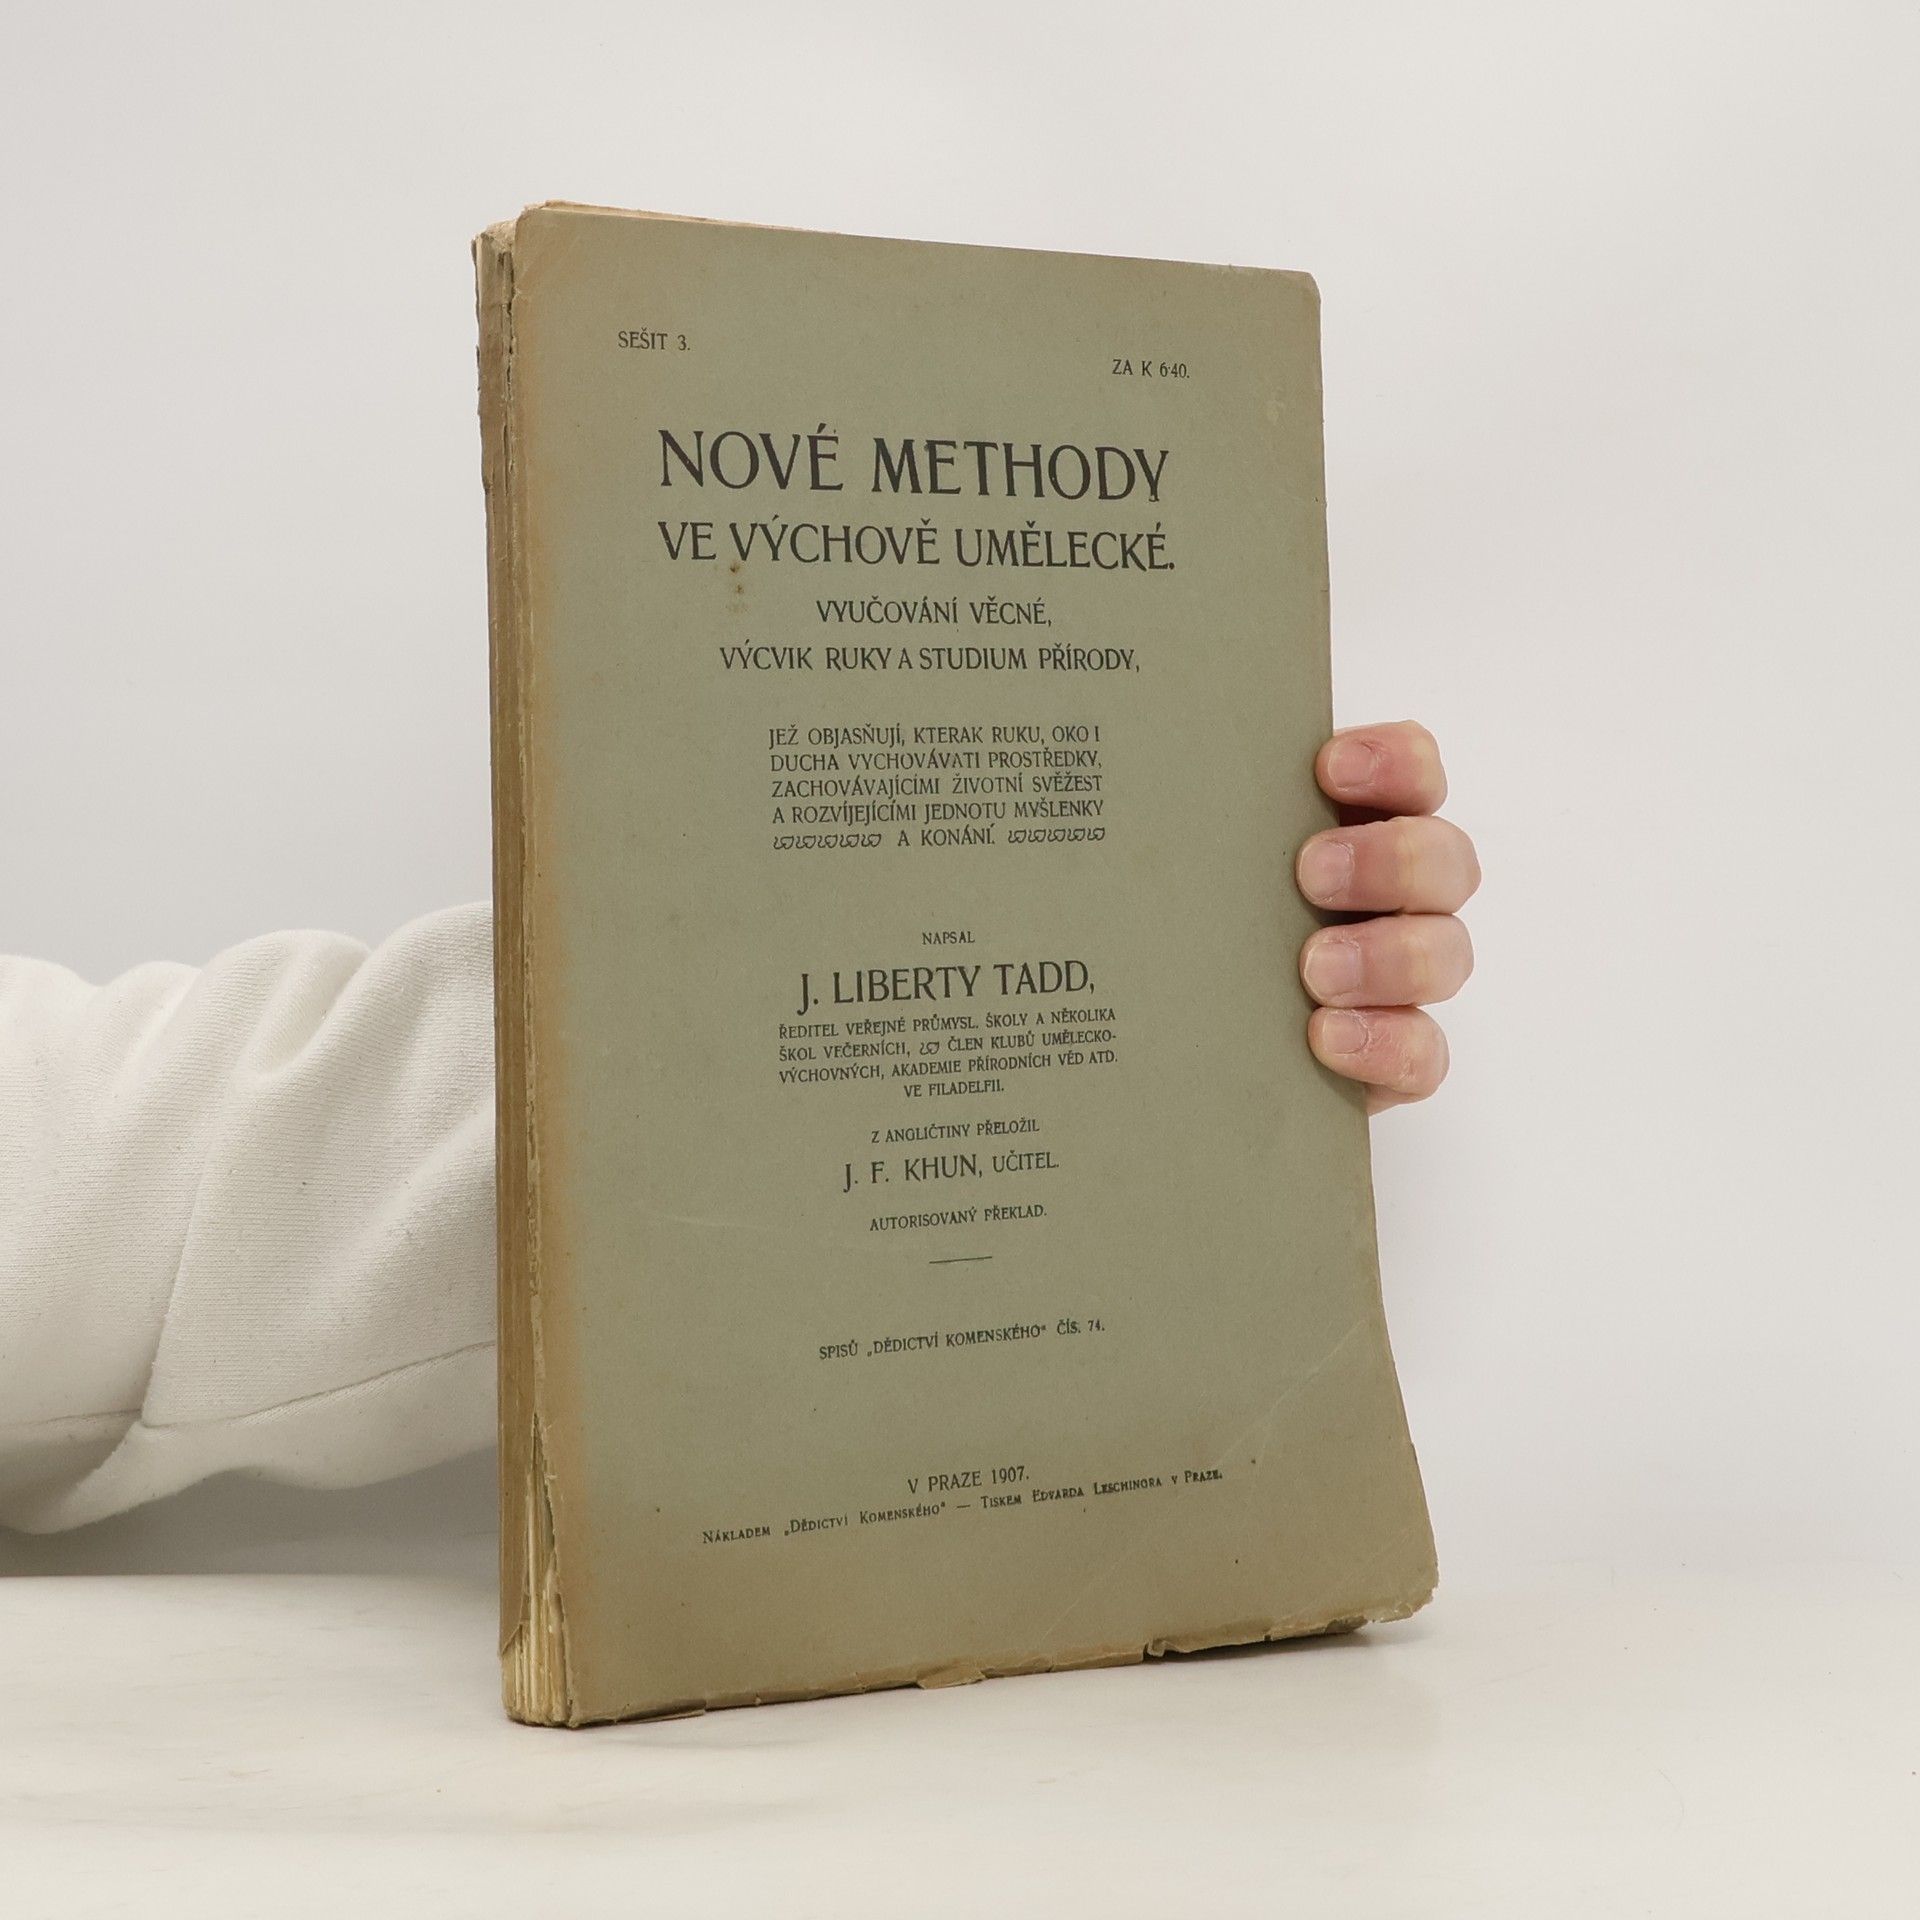 SEŠIT 3.
ZA K 6·40.
NOVÉ METHODY
VE VÝCHOVĚ UMĚLECKÉ.
VYUČOVÁNÍ VĚCNÉ,
VÝCVIK RUKY A STUDIUM PŘÍRODY,
JEŽ OBJASŇUJÍ, KTERAK RUKU, OKO I
DUCHA VYCHOVÁVATI PROSTŘEDKY,
ZACHOVÁVAJÍCÍMI ŽIVOTNÍ SVĚŽEST
A ROZVÍJEJÍCÍMI JEDNOTU MYŠLENKY
A KONÁNÍ.
NAPSAL
J. LIBERTY TADD,
ŘEDITEL VEŘEJNÉ PRŮMYSL. ŠKOLY A NĚKOLIKA
ŠKOL VEČERNÍCH, ČLEN KLUBŮ UMĚLECKO-
VÝCHOVNÝCH, AKADEMIE PŘÍRODNÍCH VĚD ATD.
VE FILADELFII.
Z ANGLIČTINY PŘELOŽIL
J. F. KHUN, UČITEL.
AUTORISOVANÝ PŘEKLAD.
SPISŮ „DĚDICTVÍ KOMENSKÉHO“ ČÍS. 74.
V PRAZE 1907.
NÁKLADEM „DĚDICTVÍ KOMENSKÉHO“ — TISKEM EDVARDA LESCHINGRA V PRAZE.